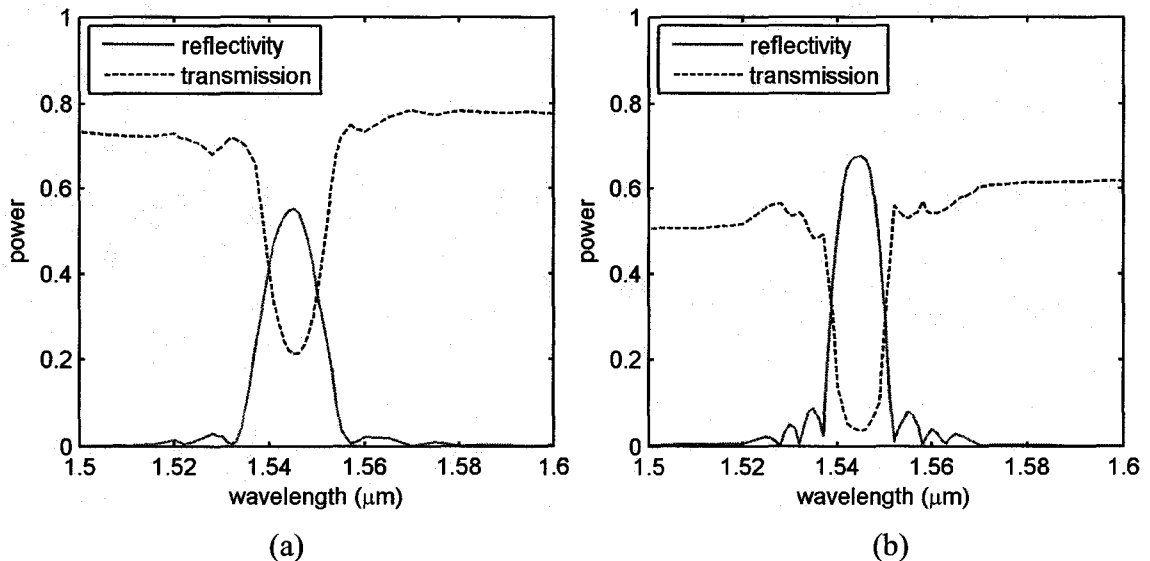 1
0.8
0.6
0.4
0.2
0
power
reflectivity
transmission
1.5
1.52
1.54
1.56
1.58
1.6
wavelength (μm)
(a)
1
0.8
0.6
0.4
0.2
0
power
reflectivity
transmission
1.5
1.52
1.54
1.56
1.58
1.6
wavelength (μm)
(b)